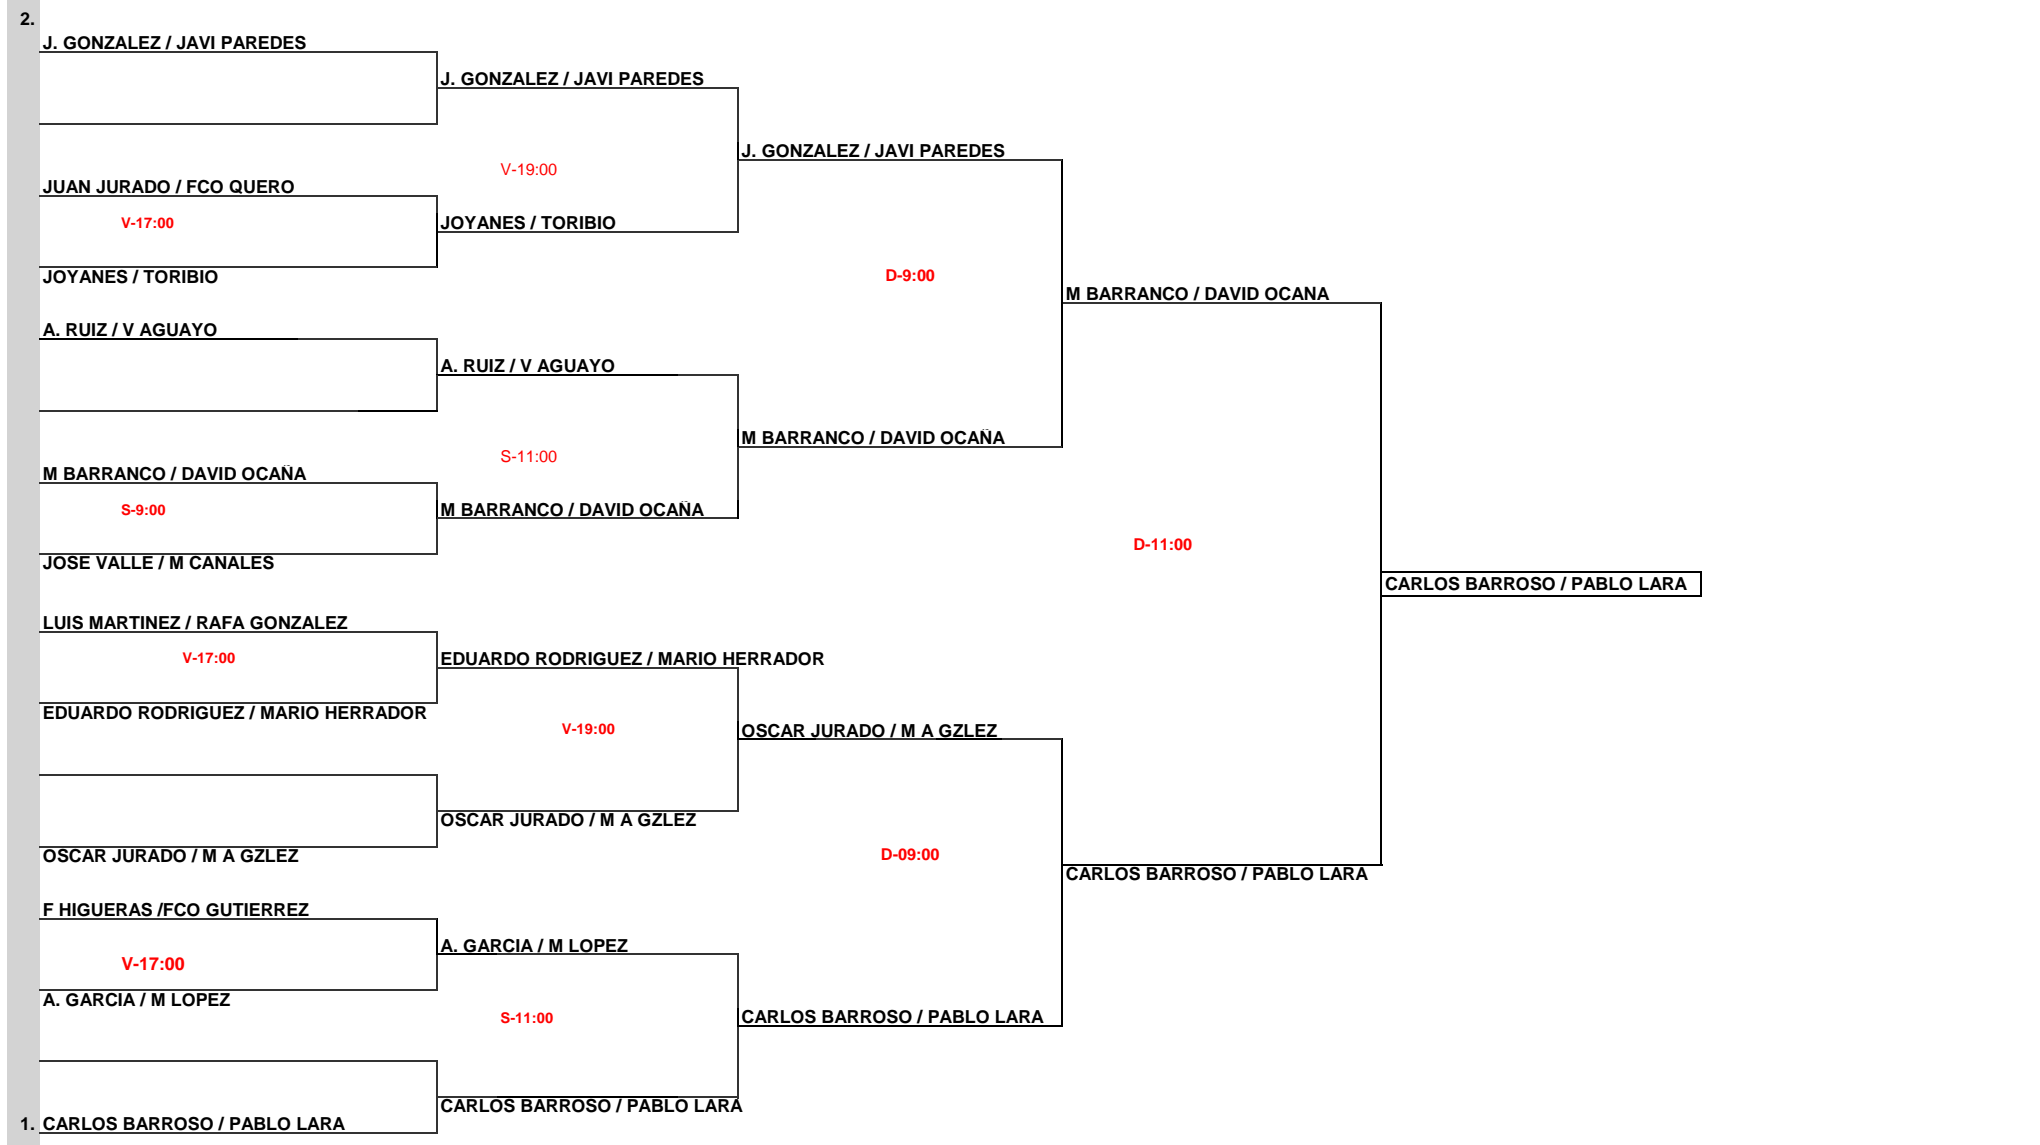 2.
J. GONZALEZ / JAVI PAREDES
J. GONZALEZ / JAVI PAREDES
J. GONZALEZ / JAVI PAREDES
V-19:00
JUAN JURADO / FCO QUERO
V-17:00
JOYANES / TORIBIO
JOYANES / TORIBIO
D-9:00
M BARRANCO / DAVID OCANA
A. RUIZ / V AGUAYO
A. RUIZ / V AGUAYO
M BARRANCO / DAVID OCAÑA
S-11:00
M BARRANCO / DAVID OCAÑA
S-9:00
M BARRANCO / DAVID OCAÑA
D-11:00
JOSE VALLE / M CANALES
CARLOS BARROSO / PABLO LARA
LUIS MARTINEZ / RAFA GONZALEZ
V-17:00
EDUARDO RODRIGUEZ / MARIO HERRADOR
EDUARDO RODRIGUEZ / MARIO HERRADOR
V-19:00
OSCAR JURADO / M A GZLEZ
OSCAR JURADO / M A GZLEZ
OSCAR JURADO / M A GZLEZ
D-09:00
CARLOS BARROSO / PABLO LARA
F HIGUERAS /FCO GUTIERREZ
A. GARCIA / M LOPEZ
V-17:00
A. GARCIA / M LOPEZ
S-11:00
CARLOS BARROSO / PABLO LARA
CARLOS BARROSO / PABLO LARA
1. CARLOS BARROSO / PABLO LARA